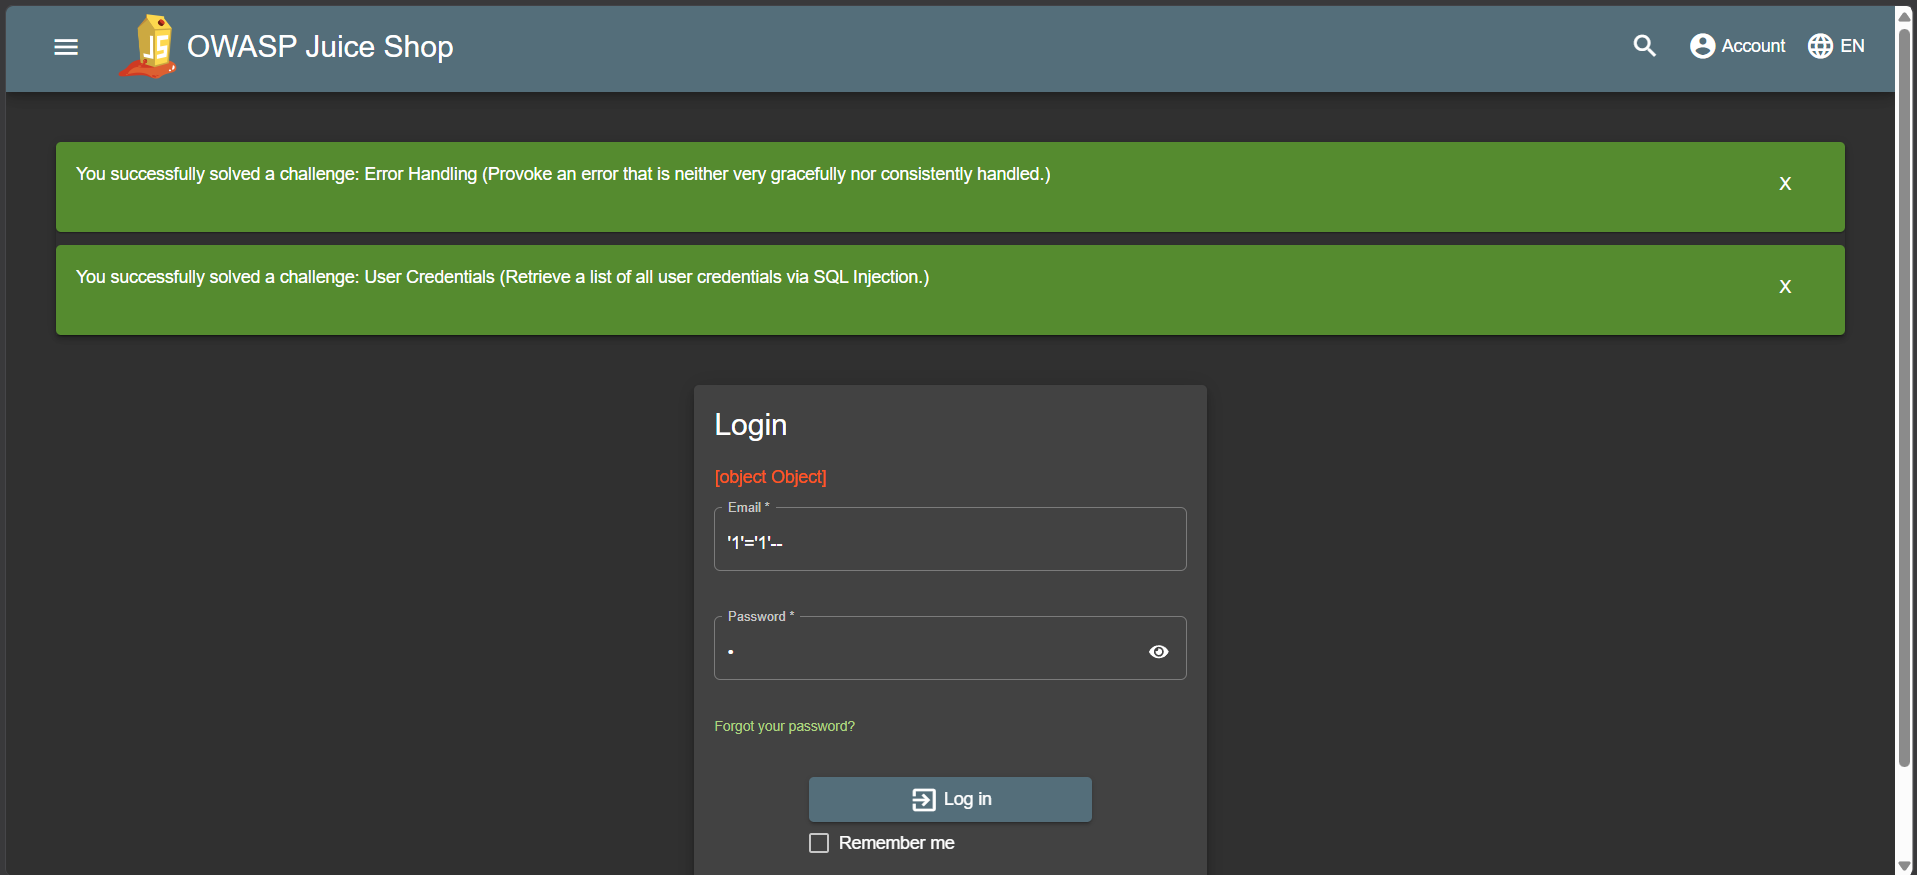 JS
OWASP Juice Shop
Account
EN
You successfully solved a challenge: Error Handling (Provoke an error that is neither very gracefully nor consistently handled.)
X
You successfully solved a challenge: User Credentials (Retrieve a list of all user credentials via SQL Injection.)
X
Login
[object Object]
Email *
'1'='1'--
Password *
•
Forgot your password?
Log in
Remember me